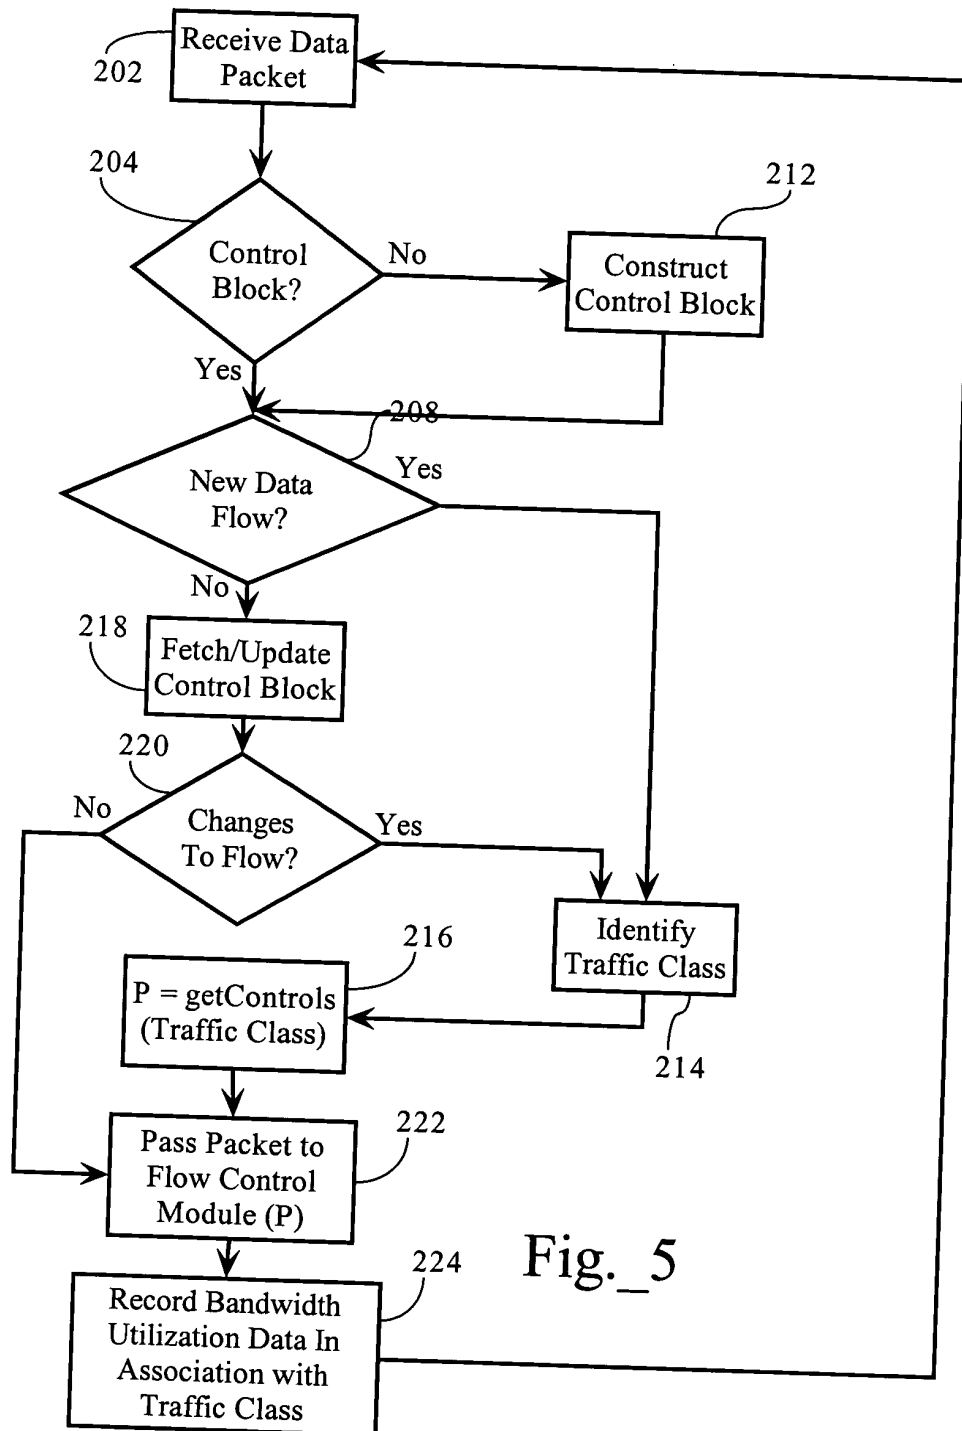 Receive Data
Packet
202
204
Control
Block?
No
212
Construct
Control Block
Yes
208
New Data
Flow?
Yes
No
218
Fetch/Update
Control Block
220
No
Changes
To Flow?
Yes
Identify
Traffic Class
214
216
P = getControls
(Traffic Class)
222
Pass Packet to
Flow Control
Module (P)
Fig._5
224
Record Bandwidth
Utilization Data In
Association with
Traffic Class